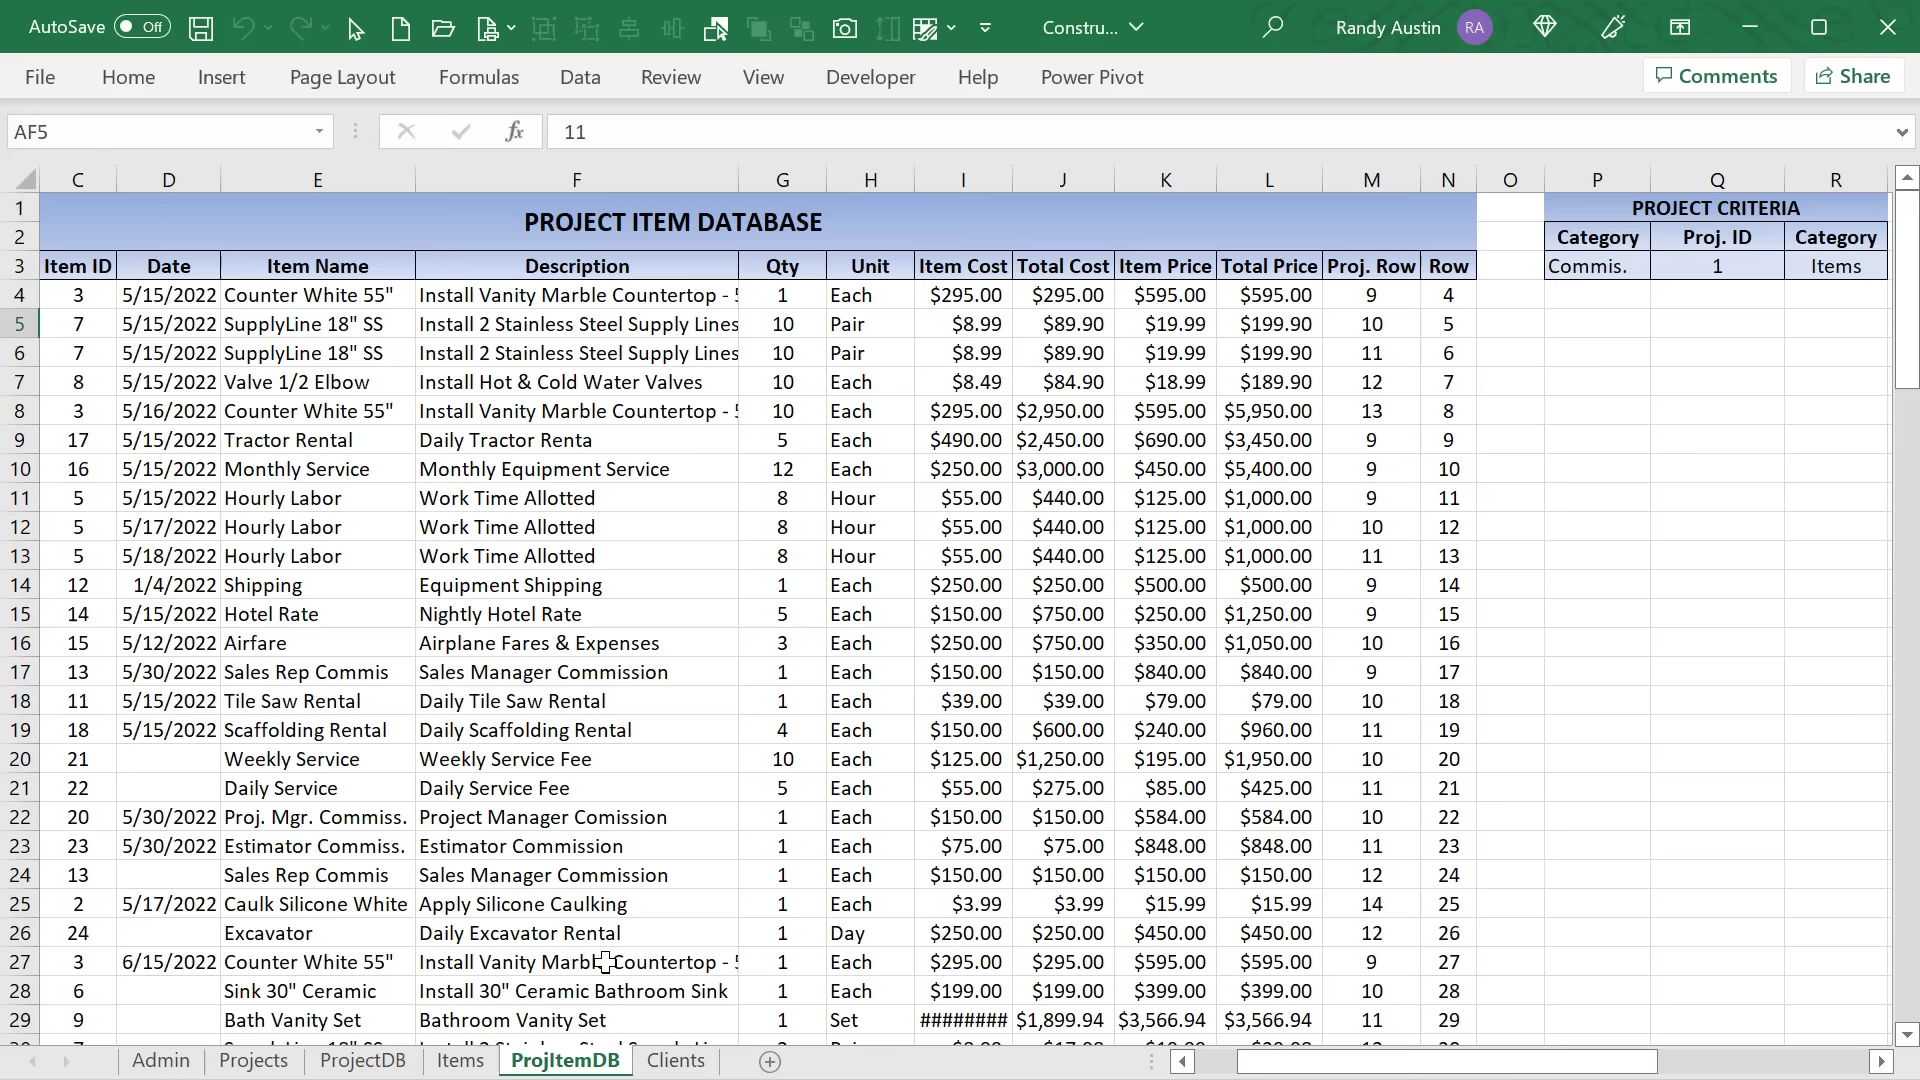 AutoSave Off Constru... Randy Austin RA
File Home Insert Page Layout Formulas Data Review View Developer Help Power Pivot Comments Share
AF5 fx 11
C D E F G H I J K L M N O P Q R
1 PROJECT ITEM DATABASE PROJECT CRITERIA
2 Category Proj. ID Category
3 Item ID Date Item Name Description Qty Unit Item Cost Total Cost Item Price Total Price Proj. Row Row Commis. 1 Items
4 3 5/15/2022 Counter White 55" Install Vanity Marble Countertop - 1 Each $295.00 $295.00 $595.00 $595.00 9 4
5 7 5/15/2022 SupplyLine 18" SS Install 2 Stainless Steel Supply Lines 10 Pair $8.99 $89.90 $19.99 $199.90 10 5
6 7 5/15/2022 SupplyLine 18" SS Install 2 Stainless Steel Supply Lines 10 Pair $8.99 $89.90 $19.99 $199.90 11 6
7 8 5/15/2022 Valve 1/2 Elbow Install Hot & Cold Water Valves 10 Each $8.49 $84.90 $18.99 $189.90 12 7
8 3 5/16/2022 Counter White 55" Install Vanity Marble Countertop - 10 Each $295.00 $2,950.00 $595.00 $5,950.00 13 8
9 17 5/15/2022 Tractor Rental Daily Tractor Renta 5 Each $490.00 $2,450.00 $690.00 $3,450.00 9 9
10 16 5/15/2022 Monthly Service Monthly Equipment Service 12 Each $250.00 $3,000.00 $450.00 $5,400.00 9 10
11 5 5/15/2022 Hourly Labor Work Time Allotted 8 Hour $55.00 $440.00 $125.00 $1,000.00 9 11
12 5 5/17/2022 Hourly Labor Work Time Allotted 8 Hour $55.00 $440.00 $125.00 $1,000.00 10 12
13 5 5/18/2022 Hourly Labor Work Time Allotted 8 Hour $55.00 $440.00 $125.00 $1,000.00 11 13
14 12 1/4/2022 Shipping Equipment Shipping 1 Each $250.00 $250.00 $500.00 $500.00 9 14
15 14 5/15/2022 Hotel Rate Nightly Hotel Rate 5 Each $150.00 $750.00 $250.00 $1,250.00 9 15
16 15 5/12/2022 Airfare Airplane Fares & Expenses 3 Each $250.00 $750.00 $350.00 $1,050.00 10 16
17 13 5/30/2022 Sales Rep Commis Sales Manager Commission 1 Each $150.00 $150.00 $840.00 $840.00 9 17
18 11 5/15/2022 Tile Saw Rental Daily Tile Saw Rental 1 Each $39.00 $39.00 $79.00 $79.00 10 18
19 18 5/15/2022 Scaffolding Rental Daily Scaffolding Rental 4 Each $150.00 $600.00 $240.00 $960.00 11 19
20 21 Weekly Service Weekly Service Fee 10 Each $125.00 $1,250.00 $195.00 $1,950.00 10 20
21 22 Daily Service Daily Service Fee 5 Each $55.00 $275.00 $85.00 $425.00 11 21
22 20 5/30/2022 Proj. Mgr. Commiss. Project Manager Comission 1 Each $150.00 $150.00 $584.00 $584.00 10 22
23 23 5/30/2022 Estimator Commiss. Estimator Commission 1 Each $75.00 $75.00 $848.00 $848.00 11 23
24 13 Sales Rep Commis Sales Manager Commission 1 Each $150.00 $150.00 $150.00 $150.00 12 24
25 2 5/17/2022 Caulk Silicone White Apply Silicone Caulking 1 Each $3.99 $3.99 $15.99 $15.99 14 25
26 24 Excavator Daily Excavator Rental 1 Day $250.00 $250.00 $450.00 $450.00 12 26
27 3 6/15/2022 Counter White 55" Install Vanity Marble Countertop - 1 Each $295.00 $295.00 $595.00 $595.00 9 27
28 6 Sink 30" Ceramic Install 30" Ceramic Bathroom Sink 1 Each $199.00 $199.00 $399.00 $399.00 10 28
29 9 Bath Vanity Set Bathroom Vanity Set 1 Set ######## $1,899.94 $3,566.94 $3,566.94 11 29
Admin Projects ProjectDB Items ProjItemDB Clients